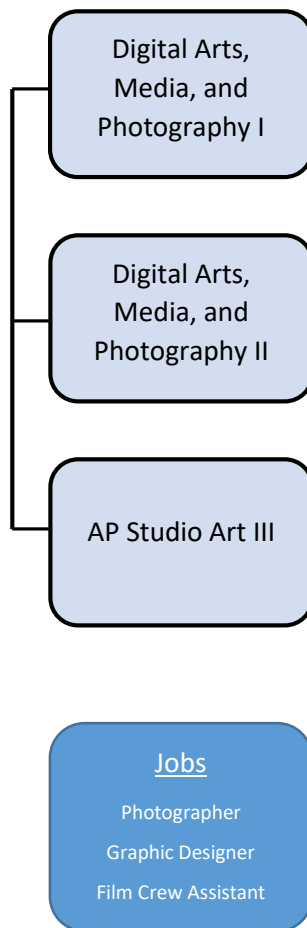 Digital Arts,
Media, and
Photography I
Digital Arts,
Media, and
Photography II
AP Studio Art III
Jobs
Photographer
Graphic Designer
Film Crew Assistant